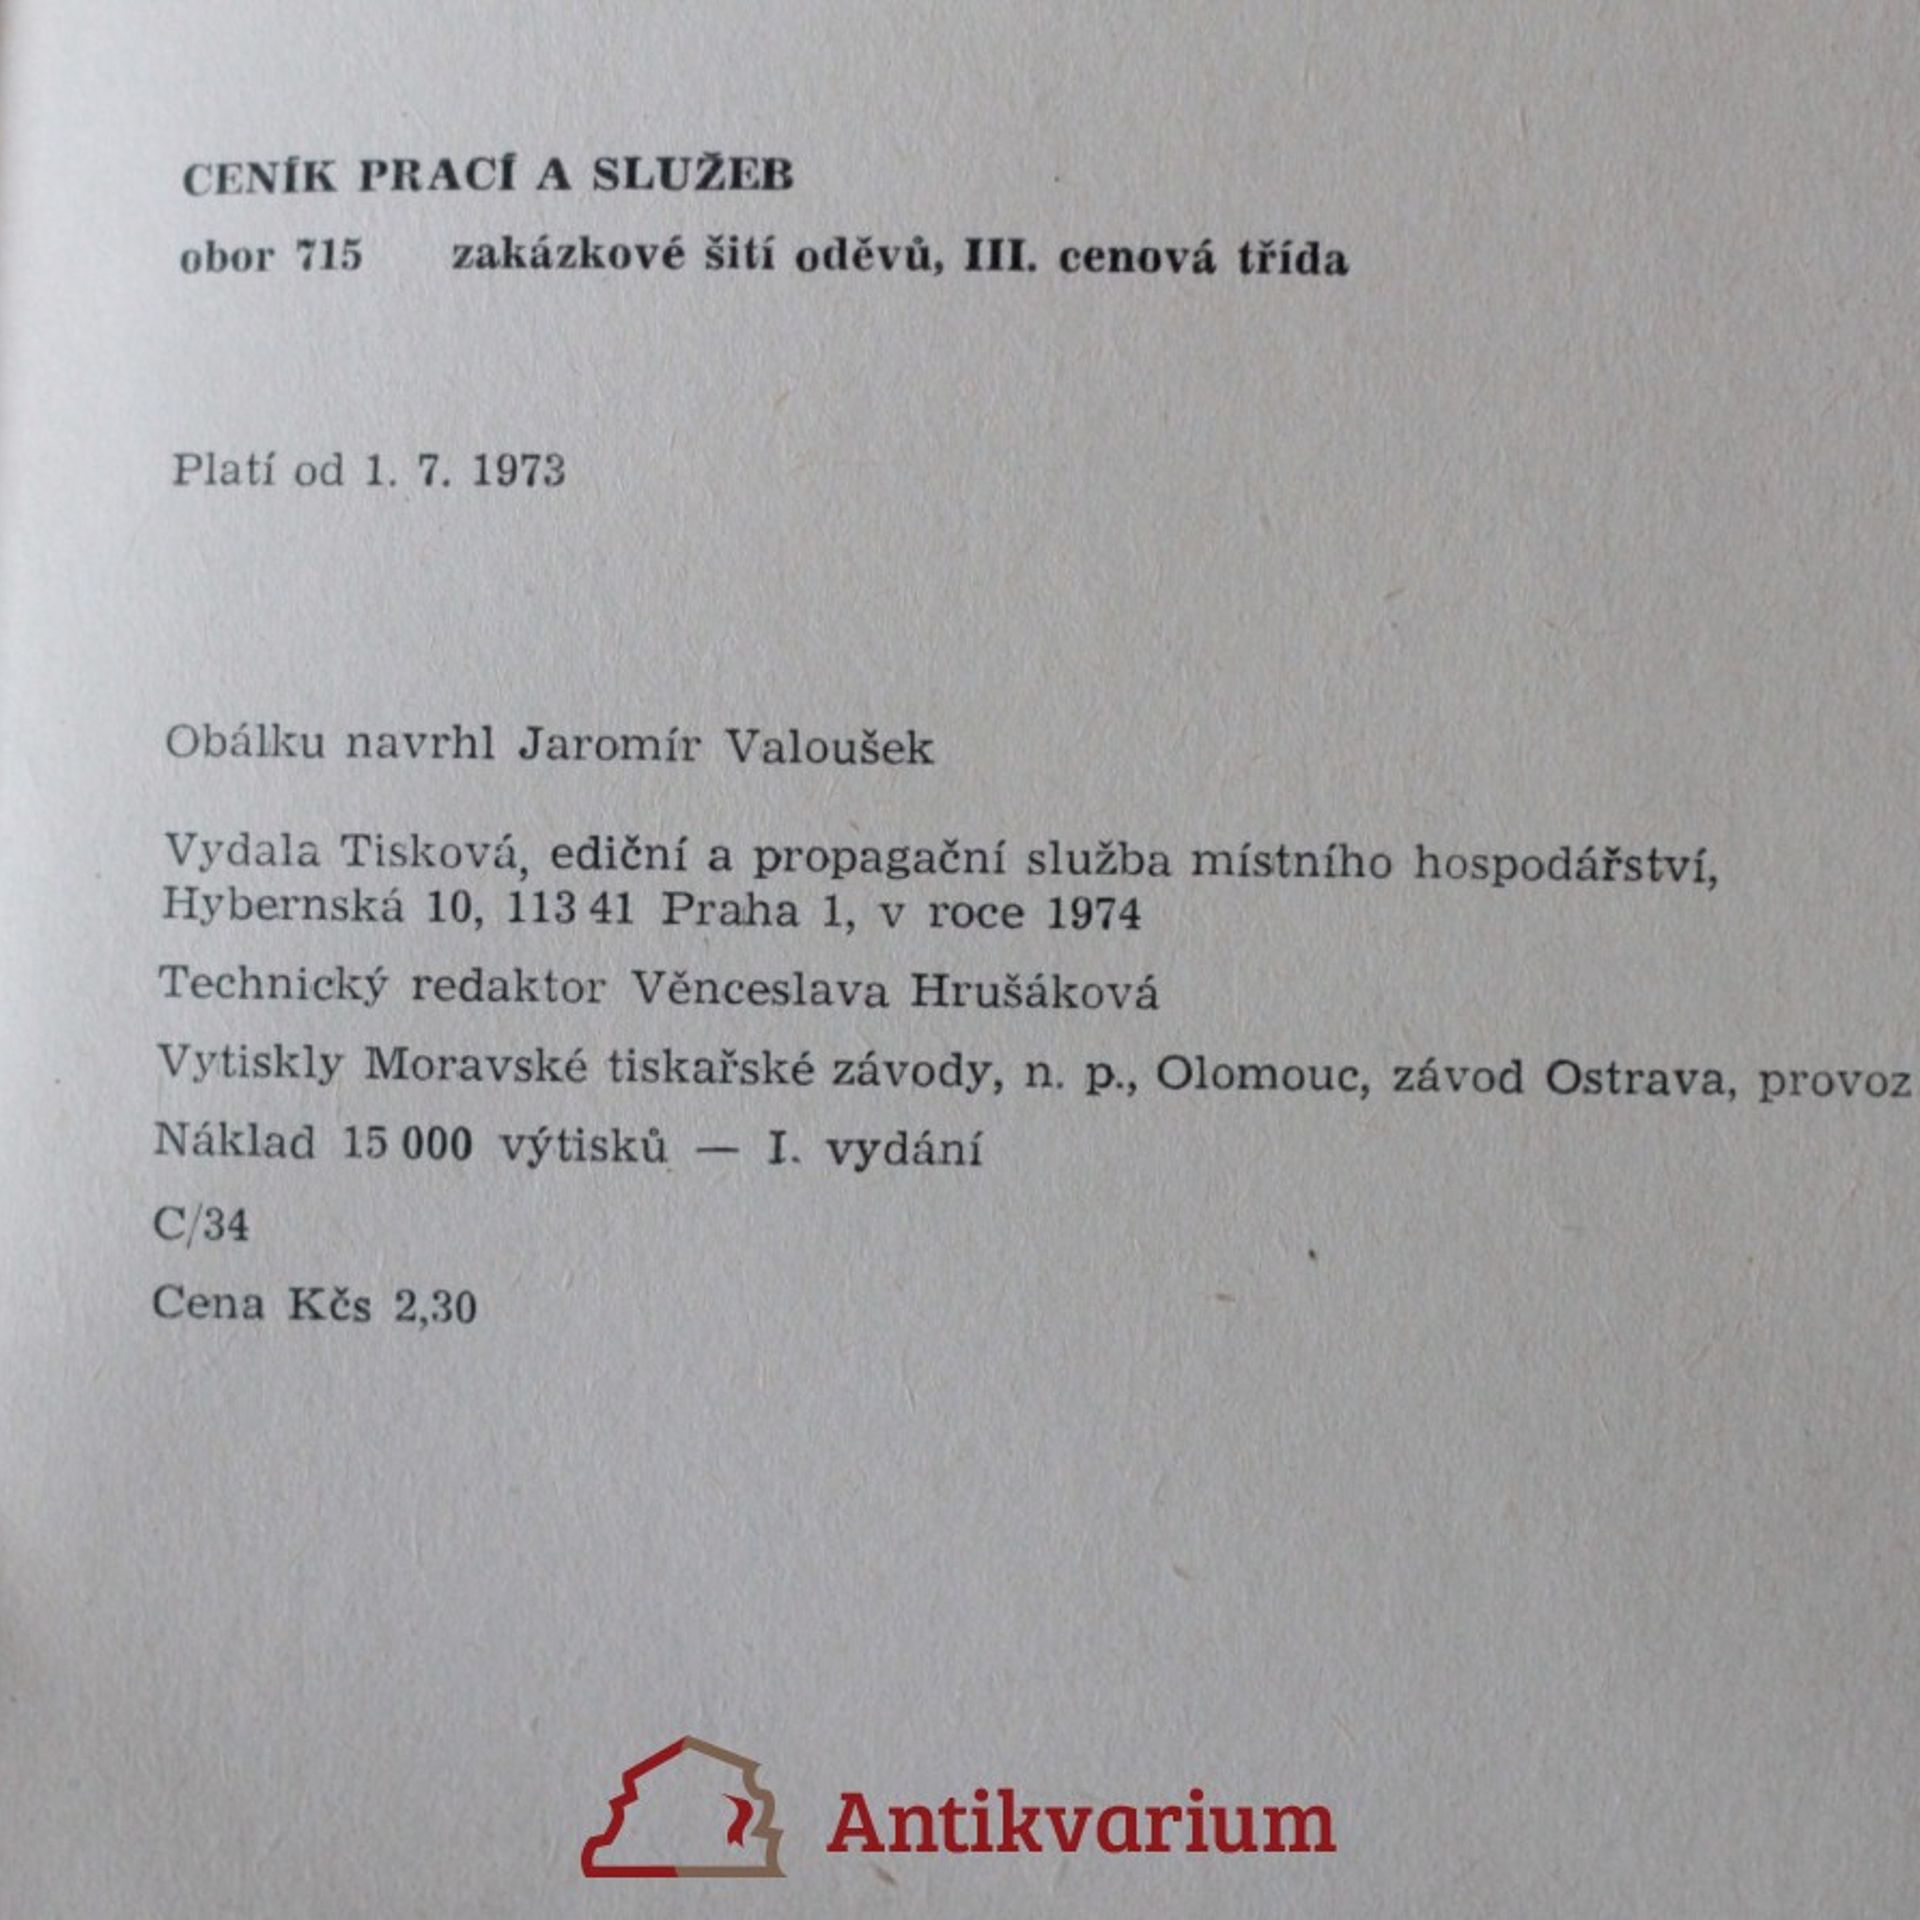 CENÍK PRACÍ A SLUŽEB
obor 715 zakázkové šití oděvů, III. cenová třída
Platí od 1. 7. 1973
Obálku navrhl Jaromír Valoušek
Vydala Tisková, ediční a propagační služba místního hospodářství,
Hybernská 10, 113 41 Praha 1, v roce 1974
Technický redaktor Věnceslava Hrušáková
Vytiskly Moravské tiskařské závody, n. p., Olomouc, závod Ostrava, provoz
Náklad 15 000 výtisků — I. vydání
C/34
Cena Kčs 2,30
Antikvarium